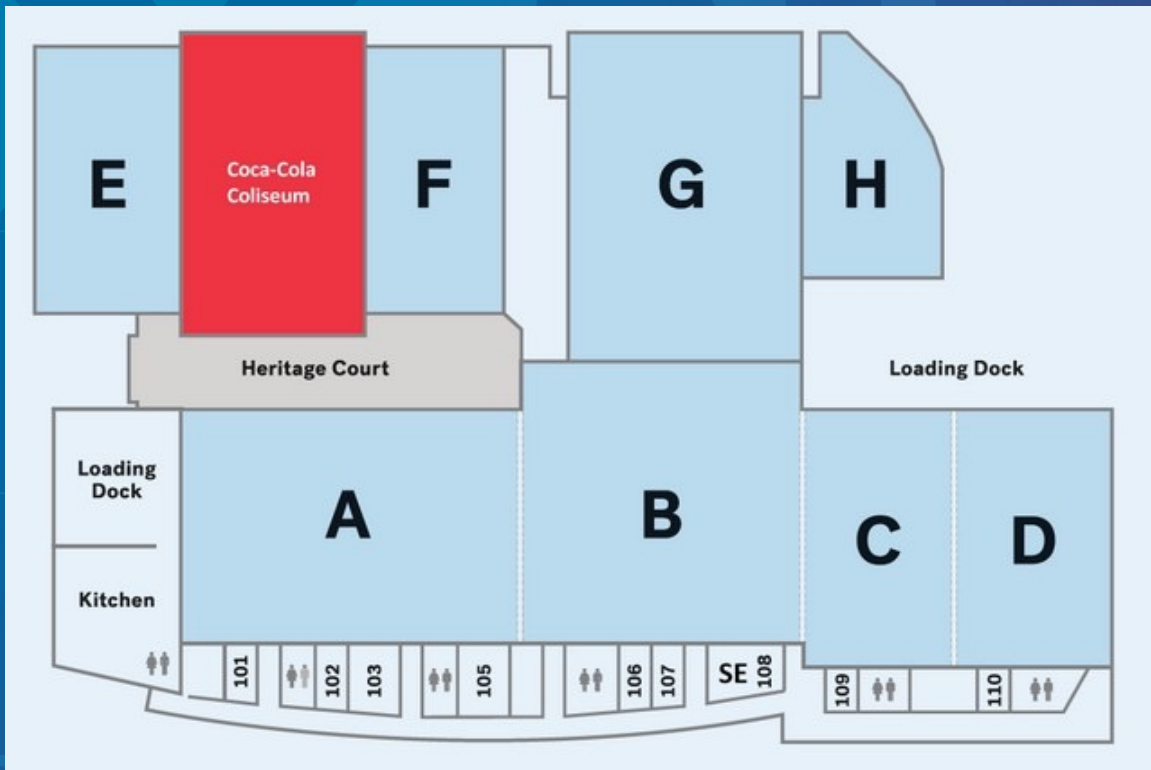 E
Coca-Cola
Coliseum
F
G
H
Heritage Court
Loading Dock
Loading
Dock
A
B
C
D
Kitchen
101
102
103
105
106
107
SE
108
109
110